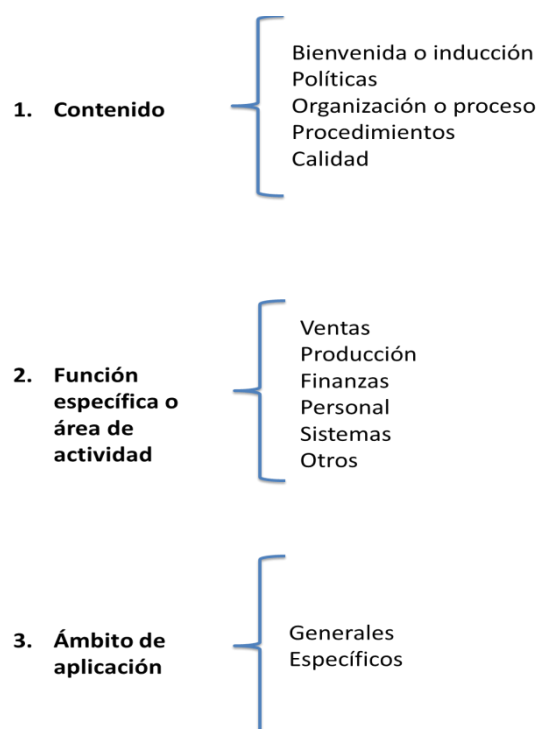 1. Contenido
Bienvenida o inducción
Políticas
Organización o proceso
Procedimientos
Calidad
2. Función
específica o
área de
actividad
Ventas
Producción
Finanzas
Personal
Sistemas
Otros
3. Ámbito de
aplicación
Generales
Específicos